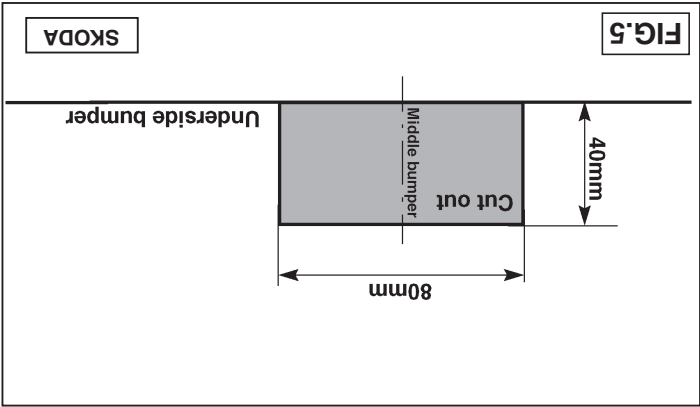 FIG.5
SKODA
Underside bumper
Middle bumper
40mm
Cut out
80mm